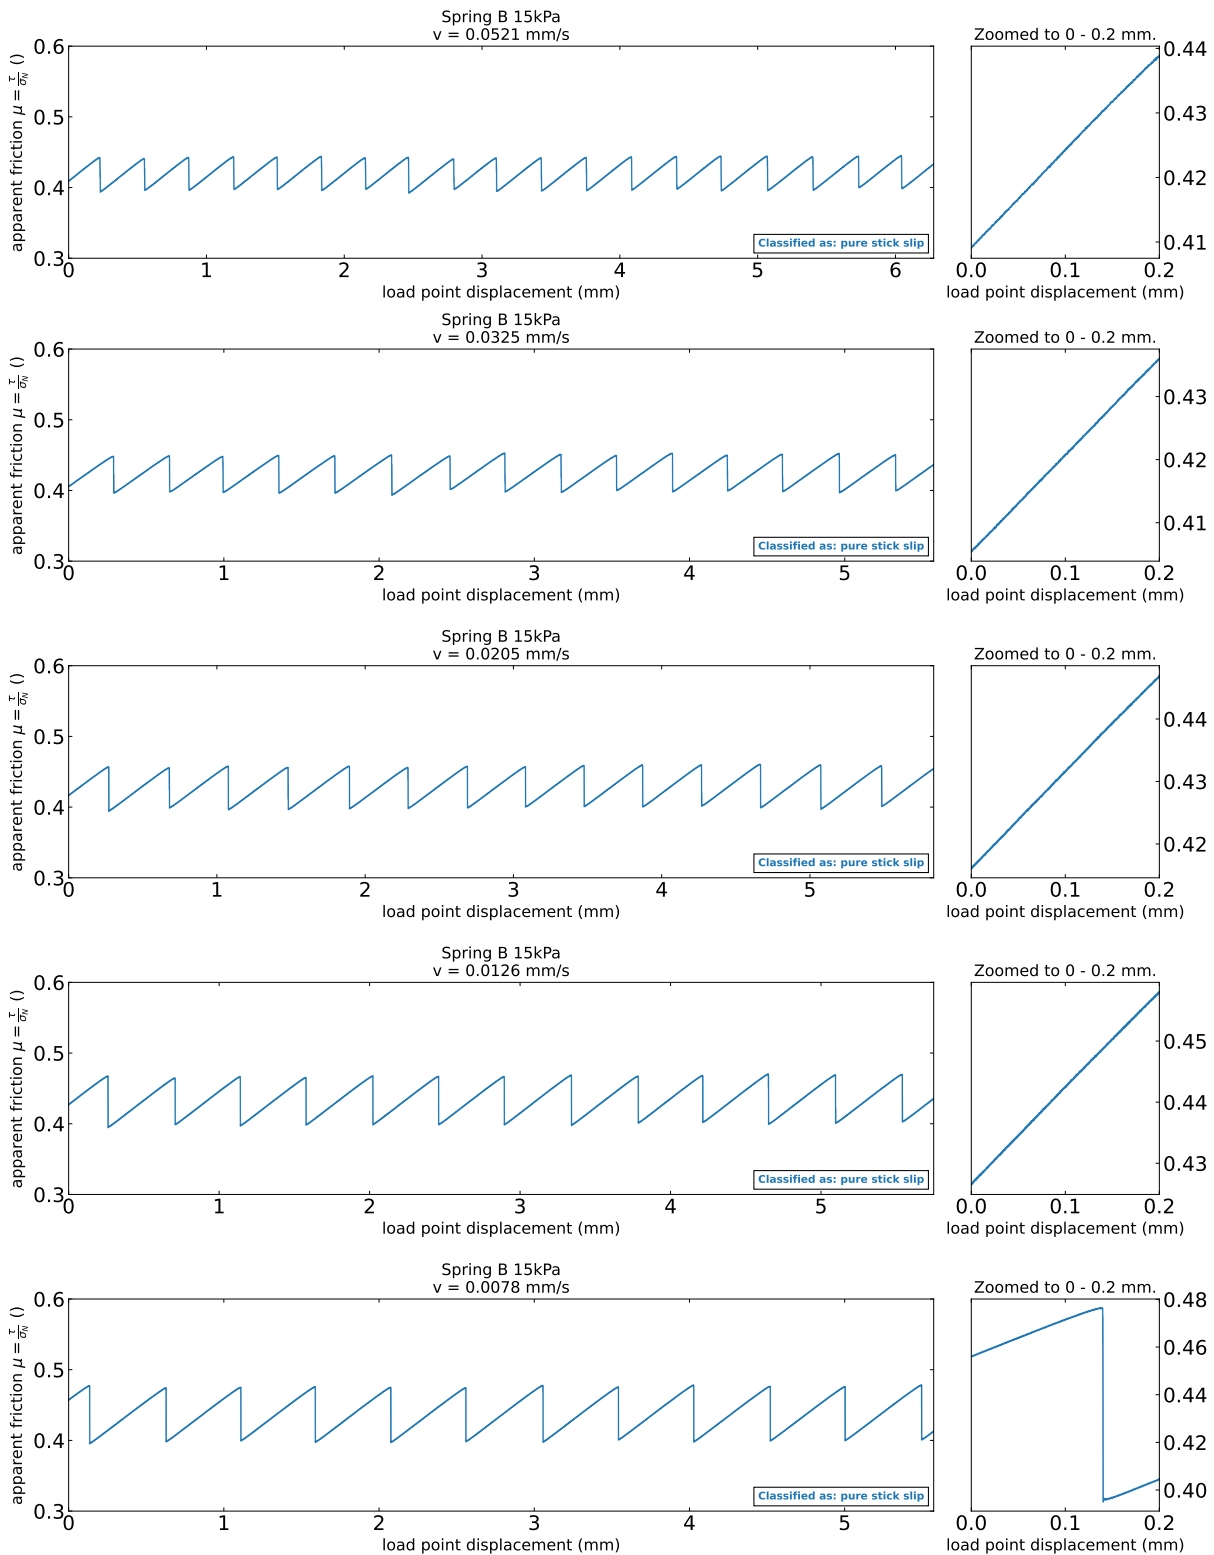 Spring B 15kPa
v = 0.0521 mm/s
Zoomed to 0 - 0.2 mm.
apparent friction μ = τ/σN ()
0.6
0.5
0.4
0.3
0 1 2 3 4 5 6
load point displacement (mm)
Classified as: pure stick slip
0.44
0.43
0.42
0.41
0.0 0.1 0.2
load point displacement (mm)
Spring B 15kPa
v = 0.0325 mm/s
Zoomed to 0 - 0.2 mm.
apparent friction μ = τ/σN ()
0.6
0.5
0.4
0.3
0 1 2 3 4 5
load point displacement (mm)
Classified as: pure stick slip
0.43
0.42
0.41
0.0 0.1 0.2
load point displacement (mm)
Spring B 15kPa
v = 0.0205 mm/s
Zoomed to 0 - 0.2 mm.
apparent friction μ = τ/σN ()
0.6
0.5
0.4
0.3
0 1 2 3 4 5
load point displacement (mm)
Classified as: pure stick slip
0.44
0.43
0.42
0.0 0.1 0.2
load point displacement (mm)
Spring B 15kPa
v = 0.0126 mm/s
Zoomed to 0 - 0.2 mm.
apparent friction μ = τ/σN ()
0.6
0.5
0.4
0.3
0 1 2 3 4 5
load point displacement (mm)
Classified as: pure stick slip
0.45
0.44
0.43
0.0 0.1 0.2
load point displacement (mm)
Spring B 15kPa
v = 0.0078 mm/s
Zoomed to 0 - 0.2 mm.
apparent friction μ = τ/σN ()
0.6
0.5
0.4
0.3
0 1 2 3 4 5
load point displacement (mm)
Classified as: pure stick slip
0.48
0.46
0.44
0.42
0.40
0.0 0.1 0.2
load point displacement (mm)